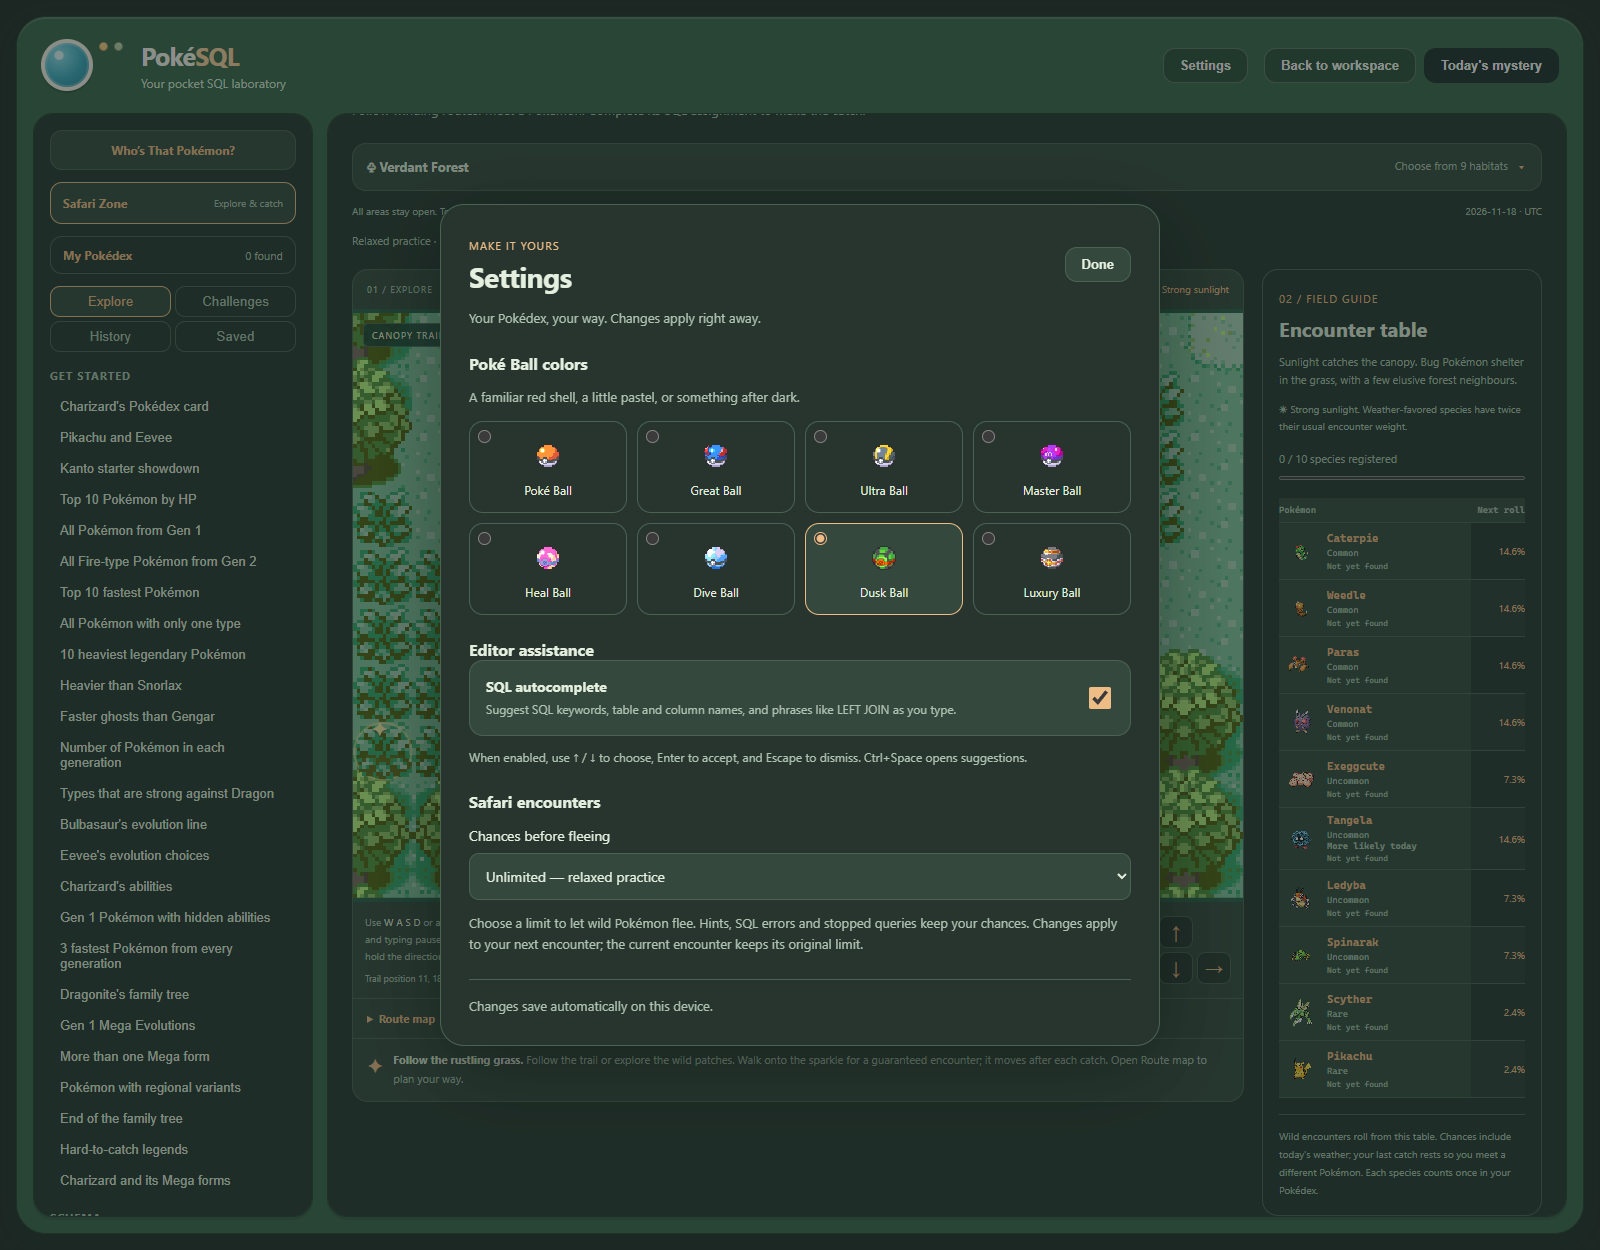 PokéSQL
Your pocket SQL laboratory
Settings
Back to workspace
Today's mystery
Who's That Pokémon?
Safari Zone
Explore & catch
My Pokédex
0 found
Explore
Challenges
History
Saved
GET STARTED
Charizard's Pokédex card
Pikachu and Eevee
Kanto starter showdown
Top 10 Pokémon by HP
All Pokémon from Gen 1
All Fire-type Pokémon from Gen 2
Top 10 fastest Pokémon
All Pokémon with only one type
10 heaviest legendary Pokémon
Heavier than Snorlax
Faster ghosts than Gengar
Number of Pokémon in each
generation
Types that are strong against Dragon
Bulbasaur's evolution line
Eevee's evolution choices
Charizard's abilities
Gen 1 Pokémon with hidden abilities
3 fastest Pokémon from every
generation
Dragonite's family tree
Gen 1 Mega Evolutions
More than one Mega form
Pokémon with regional variants
End of the family tree
Hard-to-catch legends
Charizard and its Mega forms
Verdant Forest
Choose from 9 habitats
All areas stay open.
2026-11-18 · UTC
Relaxed practice ·
01 / EXPLORE
Strong sunlight
CANOPY TRAI
MAKE IT YOURS
Settings
Done
Your Pokédex, your way. Changes apply right away.
Poké Ball colors
A familiar red shell, a little pastel, or something after dark.
Poké Ball
Great Ball
Ultra Ball
Master Ball
Heal Ball
Dive Ball
Dusk Ball
Luxury Ball
Editor assistance
SQL autocomplete
Suggest SQL keywords, table and column names, and phrases like LEFT JOIN as you type.
When enabled, use ↑ / ↓ to choose, Enter to accept, and Escape to dismiss. Ctrl+Space opens suggestions.
Safari encounters
Chances before fleeing
Unlimited — relaxed practice
Choose a limit to let wild Pokémon flee. Hints, SQL errors and stopped queries keep your chances. Changes apply
to your next encounter; the current encounter keeps its original limit.
Changes save automatically on this device.
Use W A S D or a
and typing pause
hold the directio
Trail position 11, 18
↑
↓ →
▸ Route map
Follow the rustling grass. Follow the trail or explore the wild patches. Walk onto the sparkle for a guaranteed encounter; it moves after each catch. Open Route map to
plan your way.
02 / FIELD GUIDE
Encounter table
Sunlight catches the canopy. Bug Pokémon shelter
in the grass, with a few elusive forest neighbours.
☀ Strong sunlight. Weather-favored species have twice
their usual encounter weight.
0 / 10 species registered
Pokémon
Next roll
Caterpie
Common
Not yet found
14.6%
Weedle
Common
Not yet found
14.6%
Paras
Common
Not yet found
14.6%
Venonat
Common
Not yet found
14.6%
Exeggcute
Uncommon
Not yet found
7.3%
Tangela
Uncommon
More likely today
Not yet found
14.6%
Ledyba
Uncommon
Not yet found
7.3%
Spinarak
Uncommon
Not yet found
7.3%
Scyther
Rare
Not yet found
2.4%
Pikachu
Rare
Not yet found
2.4%
Wild encounters roll from this table. Chances include
today's weather; your last catch rests so you meet a
different Pokémon. Each species counts once in your
Pokédex.